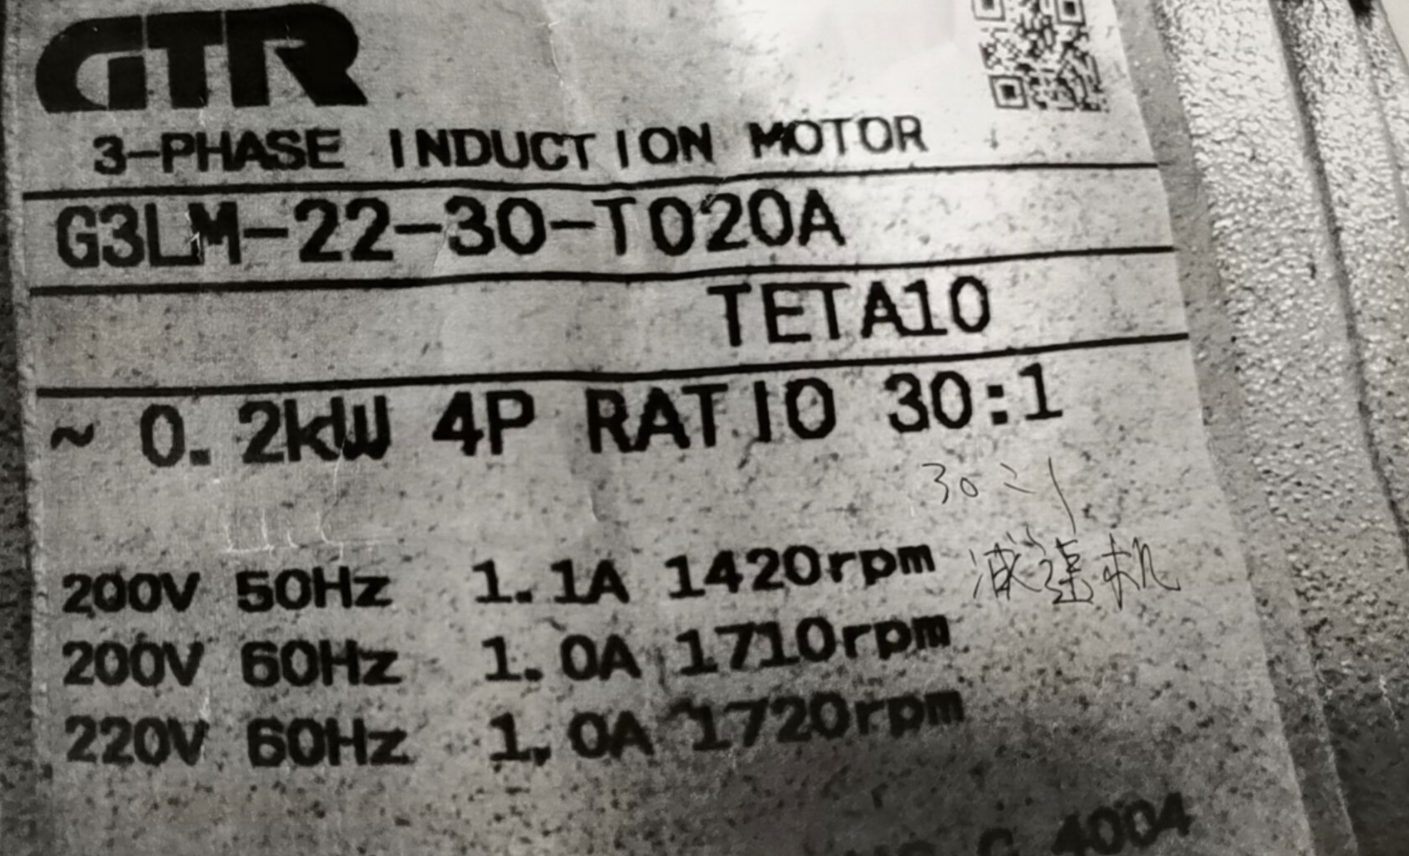 GTR
3-PHASE INDUCTION MOTOR
G3LM-22-30-T020A
TETA10
~ 0.2kW 4P RATIO 30:1
30:1
200V 50Hz 1.1A 1420rpm 减速机
200V 60Hz 1.0A 1710rpm
220V 60Hz 1.0A 1720rpm
C 4004